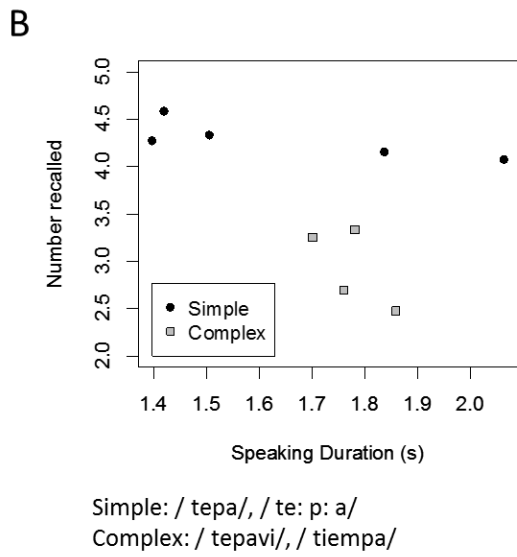 B
Number recalled
5.0
4.5
4.0
3.5
3.0
2.5
2.0
Simple
Complex
1.4 1.5 1.6 1.7 1.8 1.9 2.0
Speaking Duration (s)
Simple: / tepa/, / te: p: a/
Complex: / tepavi/, / tiempa/